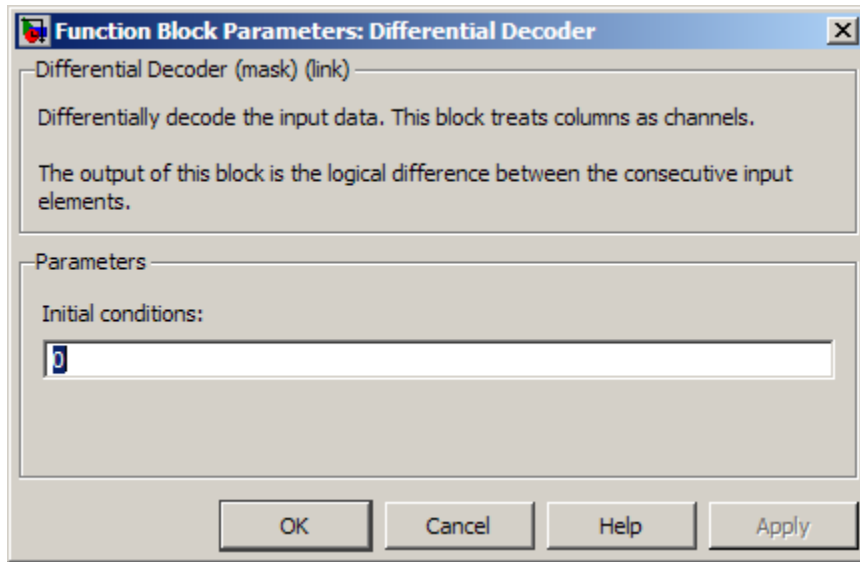 Function Block Parameters: Differential Decoder
Differential Decoder (mask) (link)
Differentially decode the input data. This block treats columns as channels.
The output of this block is the logical difference between the consecutive input
elements.
Parameters
Initial conditions:
0
OK
Cancel
Help
Apply